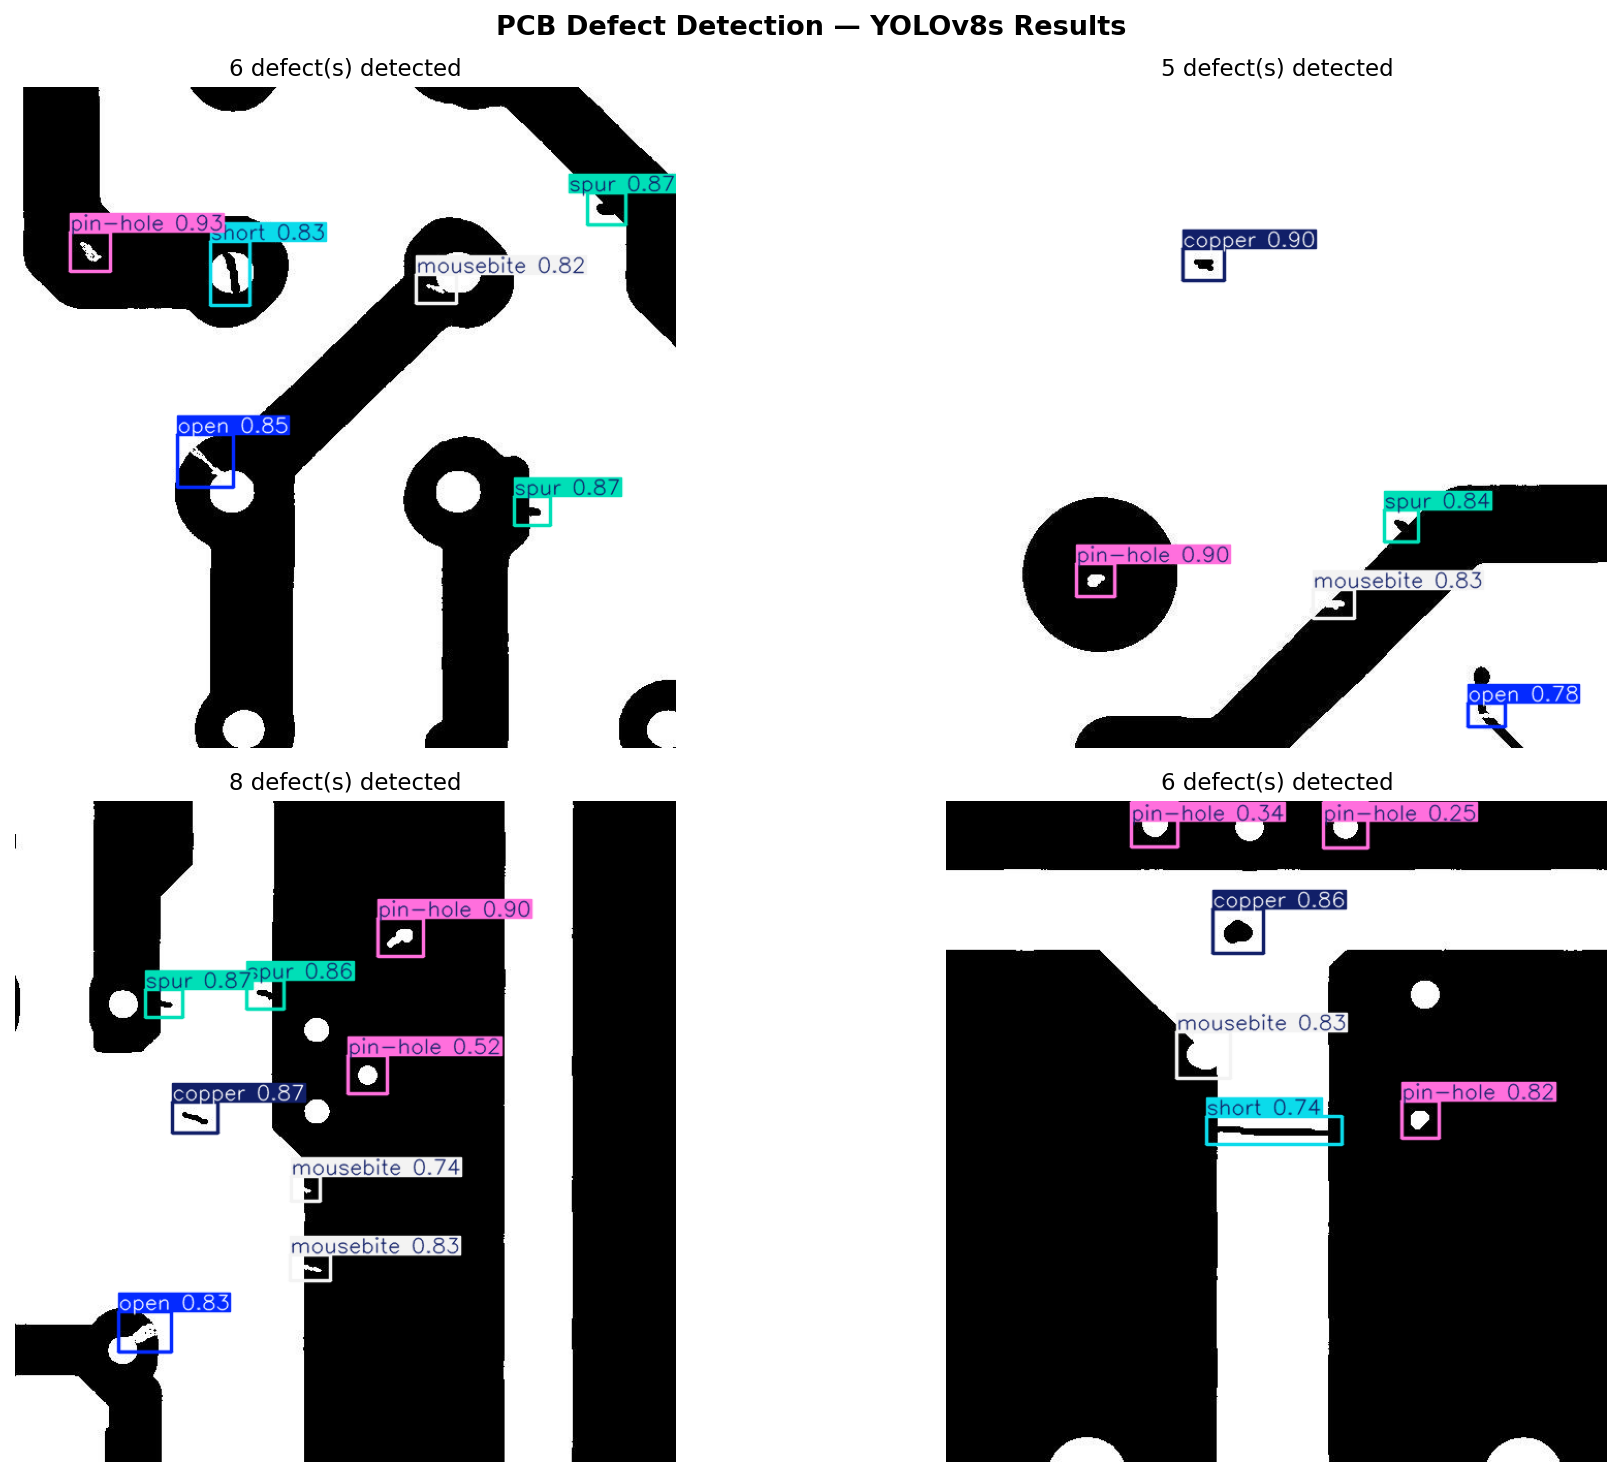 PCB Defect Detection — YOLOv8s Results
6 defect(s) detected
spur 0.87
pin-hole 0.93
short 0.83
mousebite 0.82
open 0.85
spur 0.87
5 defect(s) detected
copper 0.90
spur 0.84
pin-hole 0.90
mousebite 0.83
open 0.78
8 defect(s) detected
pin-hole 0.90
spur 0.87
spur 0.86
pin-hole 0.52
copper 0.87
mousebite 0.74
mousebite 0.83
open 0.83
6 defect(s) detected
pin-hole 0.34
pin-hole 0.25
copper 0.86
mousebite 0.83
short 0.74
pin-hole 0.82